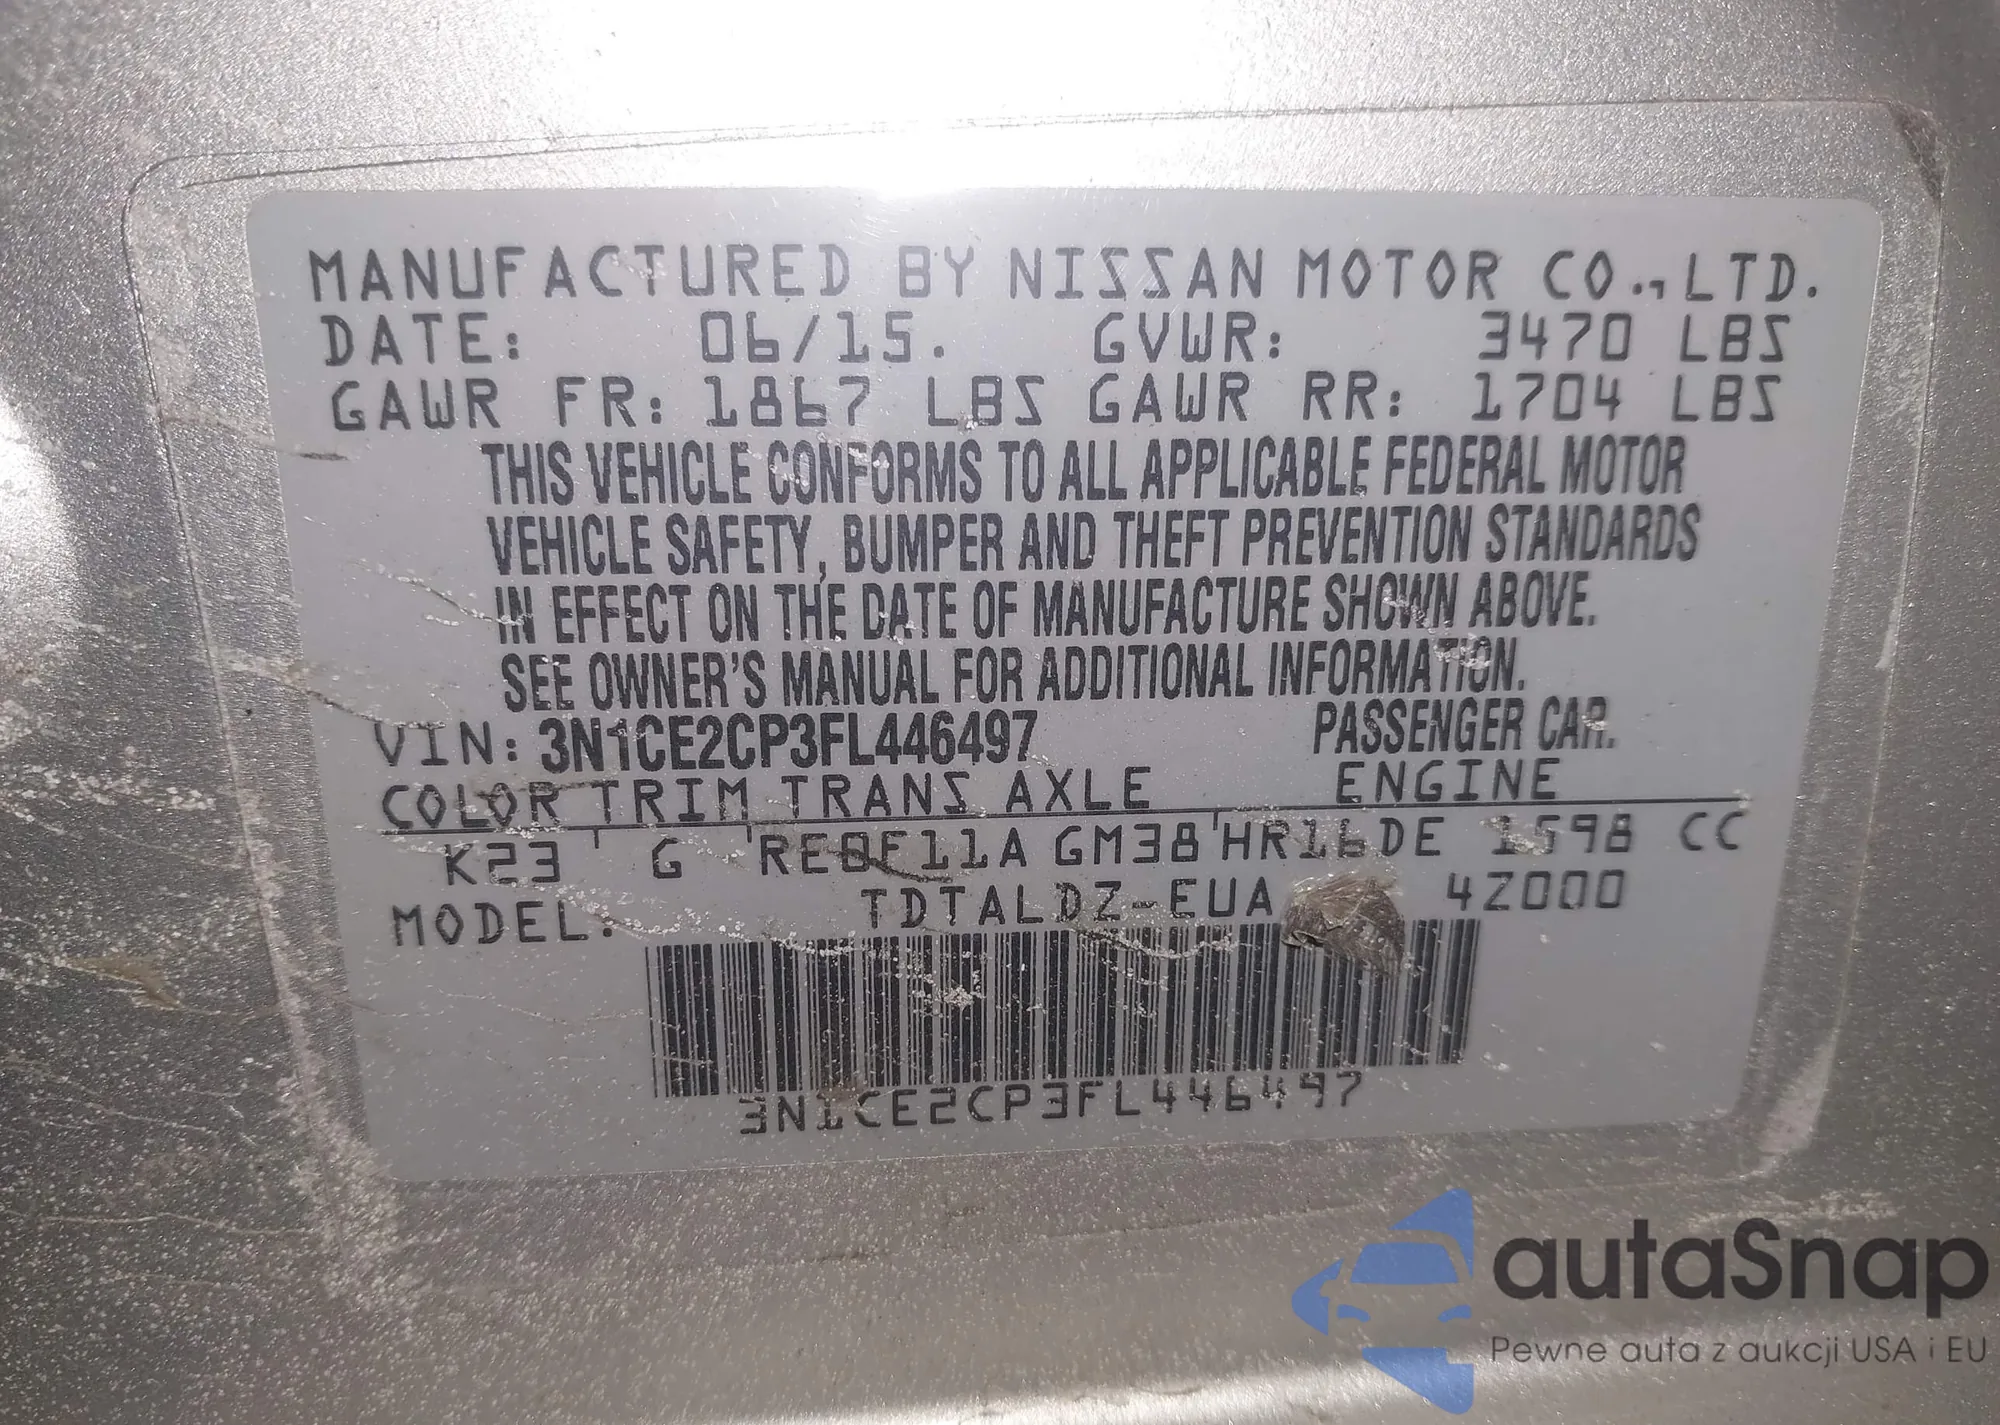 MANUFACTURED BY NISSAN MOTOR CO., LTD.
DATE: 06/15. GVWR: 3470 LBS
GAWR FR: 1867 LBS GAWR RR: 1704 LBS
THIS VEHICLE CONFORMS TO ALL APPLICABLE FEDERAL MOTOR
VEHICLE SAFETY, BUMPER AND THEFT PREVENTION STANDARDS
IN EFFECT ON THE DATE OF MANUFACTURE SHOWN ABOVE.
SEE OWNER'S MANUAL FOR ADDITIONAL INFORMATION.
VIN: 3N1CE2CP3FL446497 PASSENGER CAR.
COLOR TRIM TRANS AXLE ENGINE
K23 G RE0F11A GM38 HR16DE 1598 CC
MODEL: TDTALDZ-EUA 4Z000
3N1CE2CP3FL446497
autaSnap
Pewne auta z aukcji USA i EU